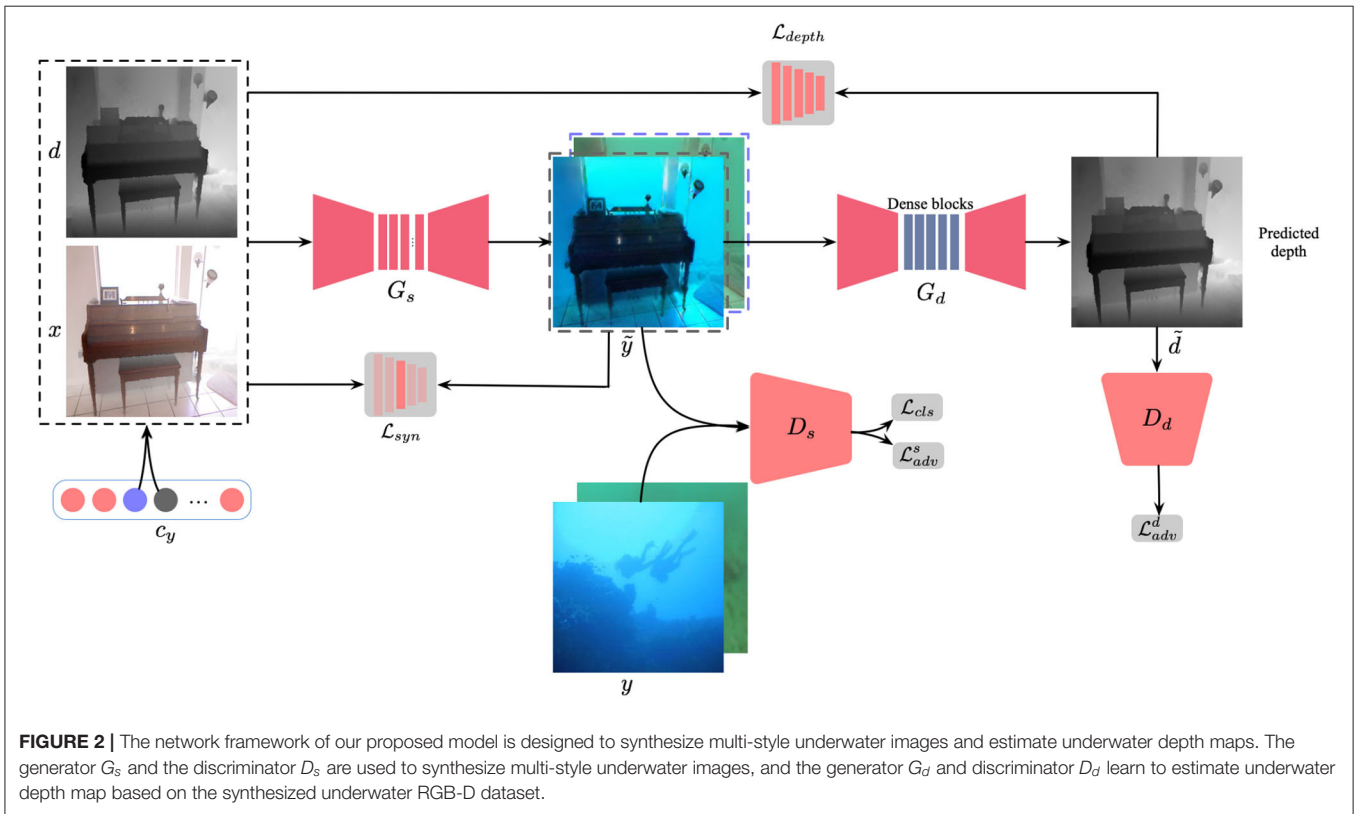 ℒ_depth
d
Dense blocks
G_s
G_d
Predicted
depth
x
ỹ
d̃
ℒ_syn
D_s
ℒ_cls
ℒ^s_adv
D_d
...
c_y
ℒ^d_adv
y
FIGURE 2 | The network framework of our proposed model is designed to synthesize multi-style underwater images and estimate underwater depth maps. The
generator G_s and the discriminator D_s are used to synthesize multi-style underwater images, and the generator G_d and discriminator D_d learn to estimate underwater
depth map based on the synthesized underwater RGB-D dataset.